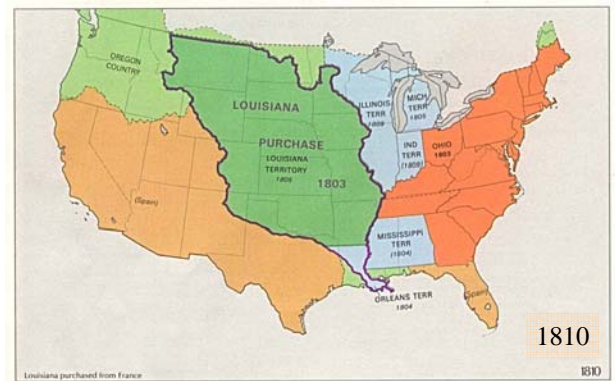 OREGON
COUNTRY
LOUISIANA
PURCHASE
LOUISIANA
TERRITORY
1805
1803
ILLINOIS
TERR
1809
MICH
TERR
1805
IND
TERR
(1809)
OHIO
1803
(Spain)
MISSISSIPPI
TERR
(1804)
ORLEANS TERR
1804
(Spain)
1810
Louisiana purchased from France
1810